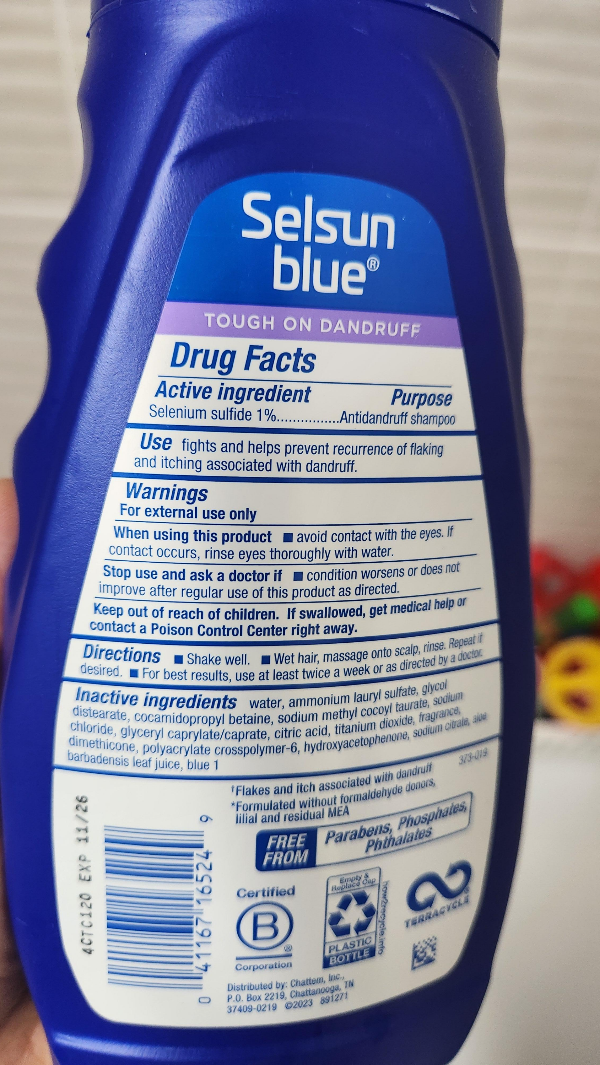 Selsun
blue®
TOUGH ON DANDRUFF
Drug Facts
Active ingredient Purpose
Selenium sulfide 1%................Antidandruff shampoo
Use fights and helps prevent recurrence of flaking
and itching associated with dandruff.
Warnings
For external use only
When using this product ■ avoid contact with the eyes. If
contact occurs, rinse eyes thoroughly with water.
Stop use and ask a doctor if ■ condition worsens or does not
improve after regular use of this product as directed.
Keep out of reach of children. If swallowed, get medical help or
contact a Poison Control Center right away.
Directions ■ Shake well. ■ Wet hair, massage onto scalp, rinse. Repeat if
desired. ■ For best results, use at least twice a week or as directed by a doctor.
Inactive ingredients water, ammonium lauryl sulfate, glycol
distearate, cocamidopropyl betaine, sodium methyl cocoyl taurate, sodium
chloride, glyceryl caprylate/caprate, citric acid, titanium dioxide, fragrance,
dimethicone, polyacrylate crosspolymer-6, hydroxyacetophenone, sodium citrate, aloe
barbadensis leaf juice, blue 1
375-019
†Flakes and itch associated with dandruff
*Formulated without formaldehyde donors,
lilial and residual MEA
FREE
FROM
Parabens, Phosphates,
Phthalates
4CTC120 EXP 11/26
0 41167 16524 9
Certified
B
®
Corporation
Empty &
Replace Cap
PLASTIC
BOTTLE
how2recycle.info
TERRACYCLE
Distributed by: Chattem, Inc.,
P.O. Box 2219, Chattanooga, TN
37409-0219 ©2023 891271